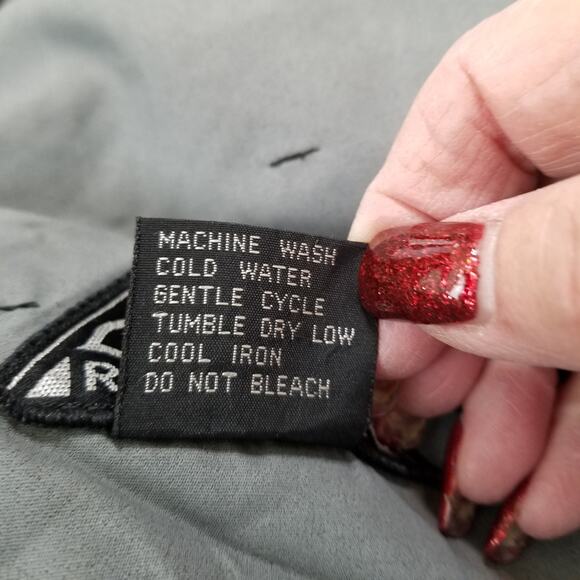 MACHINE WASH
COLD WATER
GENTLE CYCLE
TUMBLE DRY LOW
COOL IRON
DO NOT BLEACH